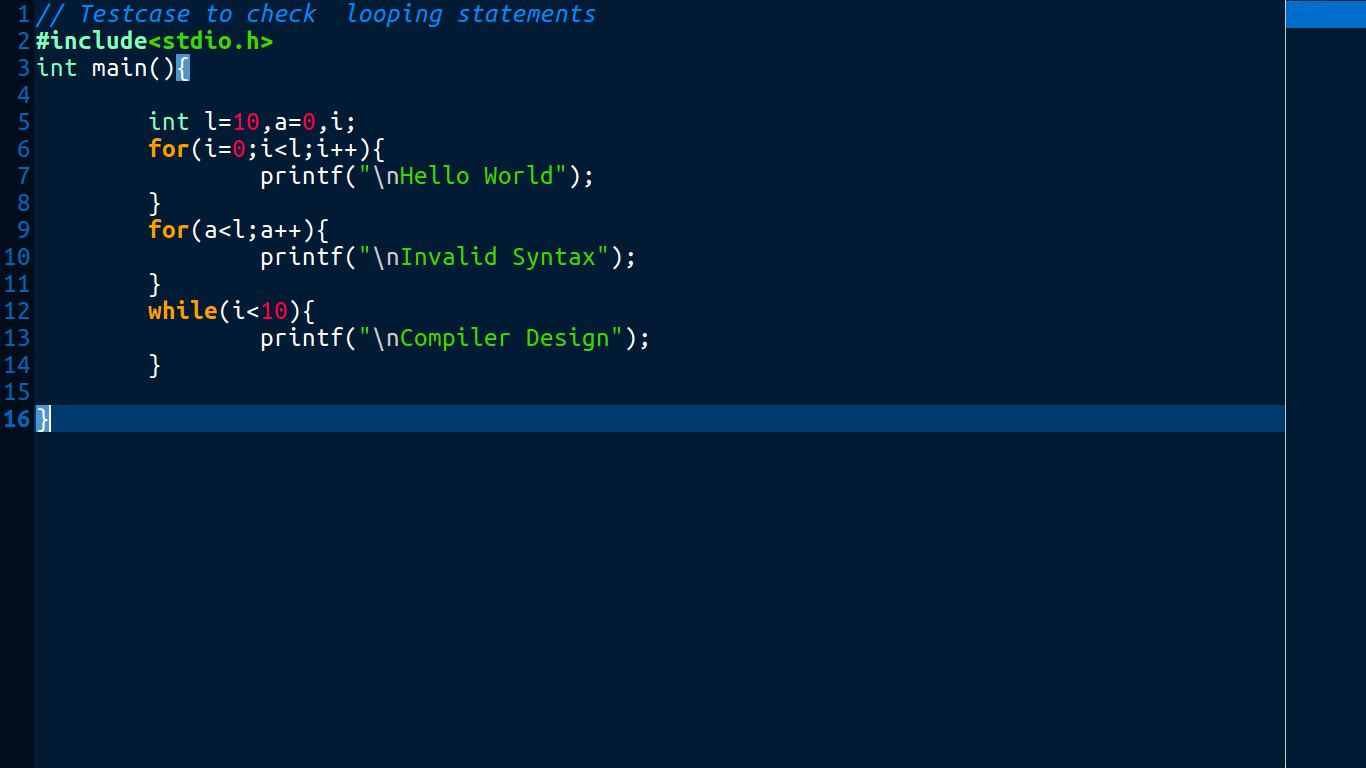 1 // Testcase to check  looping statements
2 #include<stdio.h>
3 int main(){
4
5         int l=10,a=0,i;
6         for(i=0;i<l;i++){
7                 printf("\nHello World");
8         }
9         for(a<l;a++){
10                 printf("\nInvalid Syntax");
11         }
12         while(i<10){
13                 printf("\nCompiler Design");
14         }
15
16 }